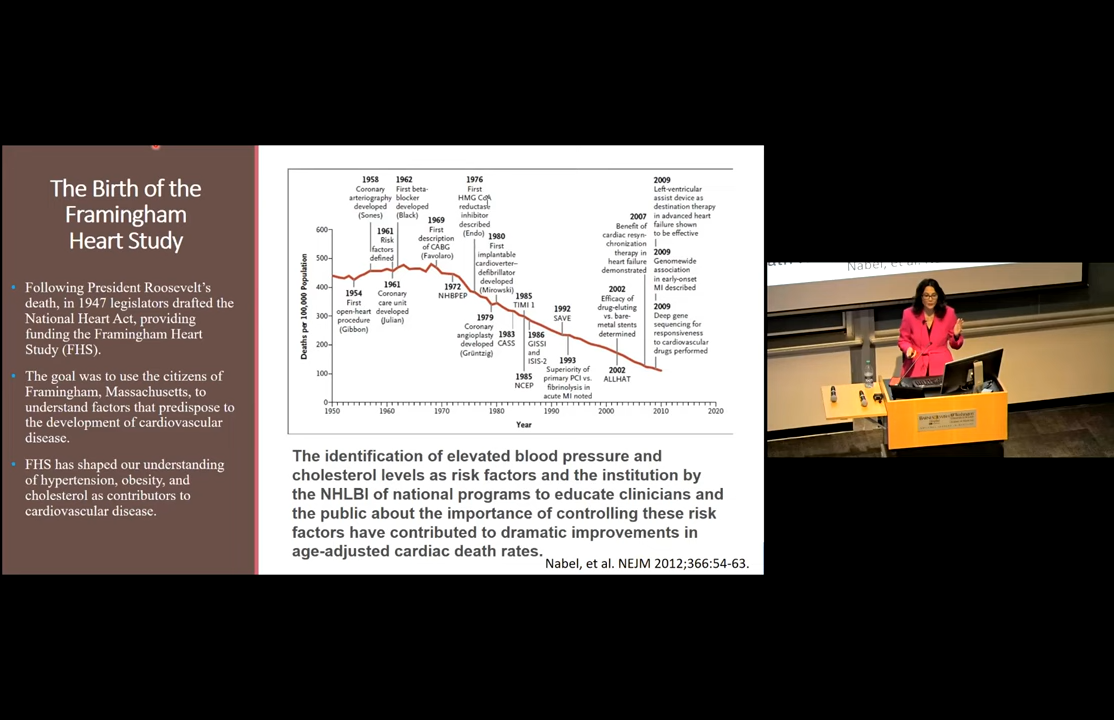 The Birth of the
Framingham
Heart Study
Following President Roosevelt's
death, in 1947 legislators drafted the
National Heart Act, providing
funding the Framingham Heart
Study (FHS).
The goal was to use the citizens of
Framingham, Massachusetts, to
understand factors that predispose to
the development of cardiovascular
disease.
FHS has shaped our understanding
of hypertension, obesity, and
cholesterol as contributors to
cardiovascular disease.
Deaths per 100,000 Population
600
500
400
300
200
100
0
1950
1960
1970
1980
1990
2000
2010
2020
Year
1954
First
open-heart
procedure
(Gibbon)
1958
Coronary
arteriography
developed
(Sones)
1961
Risk
factors
defined
1961
Coronary
care unit
developed
(Julian)
1962
First beta-
blocker
developed
(Black)
1969
First
description
of CABG
(Favaloro)
1972
NHBPEP
1976
First
HMG CoA
reductase
inhibitor
described
(Endo)
1979
Coronary
angioplasty
developed
(Grüntzig)
1980
First
implantable
cardioverter–
defibrillator
developed
(Mirowski)
1983
CASS
1985
TIMI 1
1985
NCEP
1986
GISSI
and
ISIS-2
1992
SAVE
1993
Superiority of
primary PCI vs.
fibrinolysis in
acute MI noted
2002
Efficacy of
drug-eluting
vs. bare-
metal stents
determined
2002
ALLHAT
2007
Benefit of
cardiac resyn-
chronization
therapy in
heart failure
demonstrated
2009
Left-ventricular
assist device as
destination therapy
in advanced heart
failure shown
to be effective
2009
Genomewide
association
in early-onset
MI described
2009
Deep gene
sequencing for
responsiveness
to cardiovascular
drugs performed
The identification of elevated blood pressure and
cholesterol levels as risk factors and the institution by
the NHLBI of national programs to educate clinicians and
the public about the importance of controlling these risk
factors have contributed to dramatic improvements in
age-adjusted cardiac death rates.
Nabel, et al. NEJM 2012;366:54-63.
Nabel, et al. N